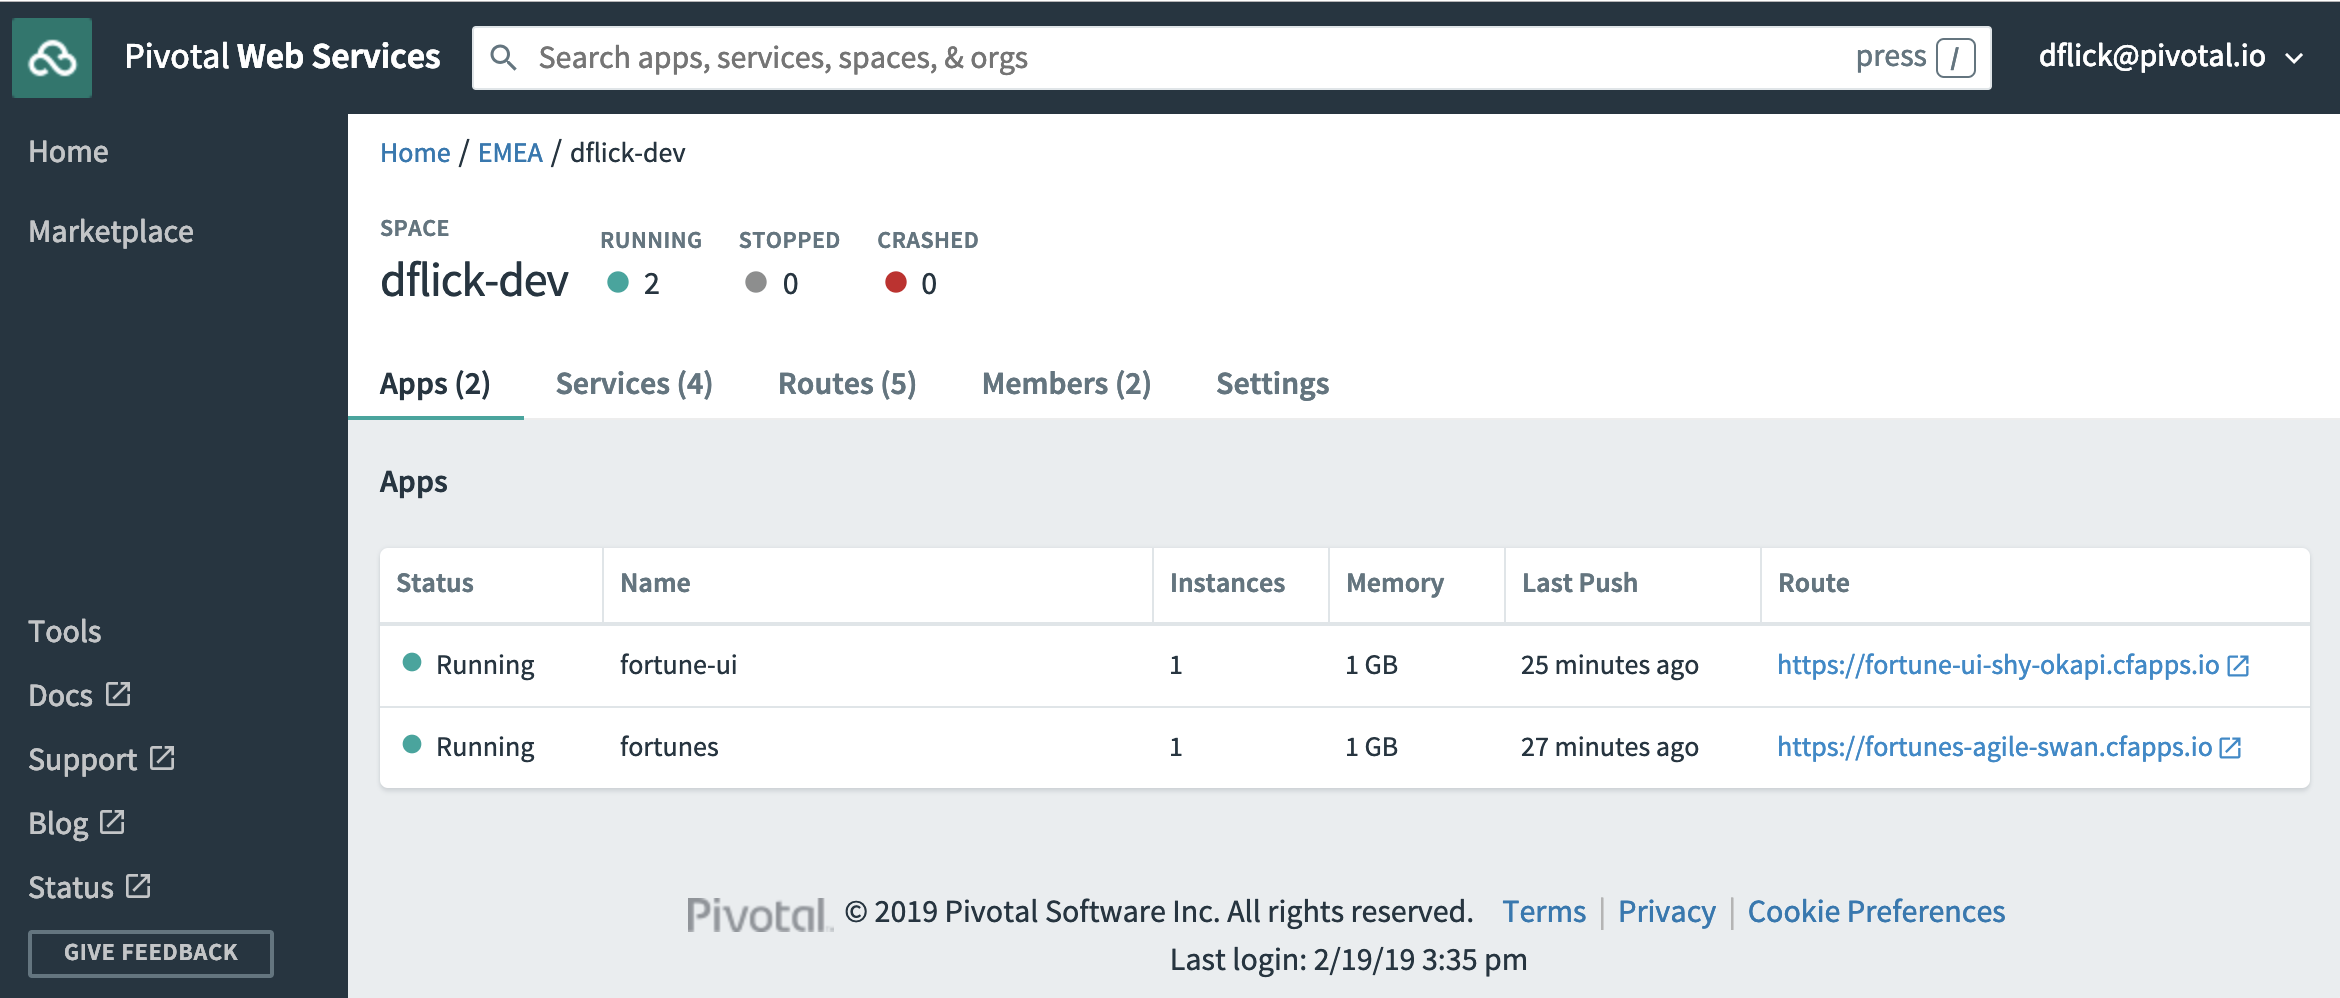 Pivotal Web Services
Search apps, services, spaces, & orgs
press /
dflick@pivotal.io
Home
Marketplace
Tools
Docs
Support
Blog
Status
GIVE FEEDBACK
Home / EMEA / dflick-dev
SPACE
dflick-dev
RUNNING STOPPED CRASHED
2 0 0
Apps (2) Services (4) Routes (5) Members (2) Settings
Apps
Status Name Instances Memory Last Push Route
Running fortune-ui 1 1 GB 25 minutes ago https://fortune-ui-shy-okapi.cfapps.io
Running fortunes 1 1 GB 27 minutes ago https://fortunes-agile-swan.cfapps.io
Pivotal © 2019 Pivotal Software Inc. All rights reserved. Terms | Privacy | Cookie Preferences
Last login: 2/19/19 3:35 pm